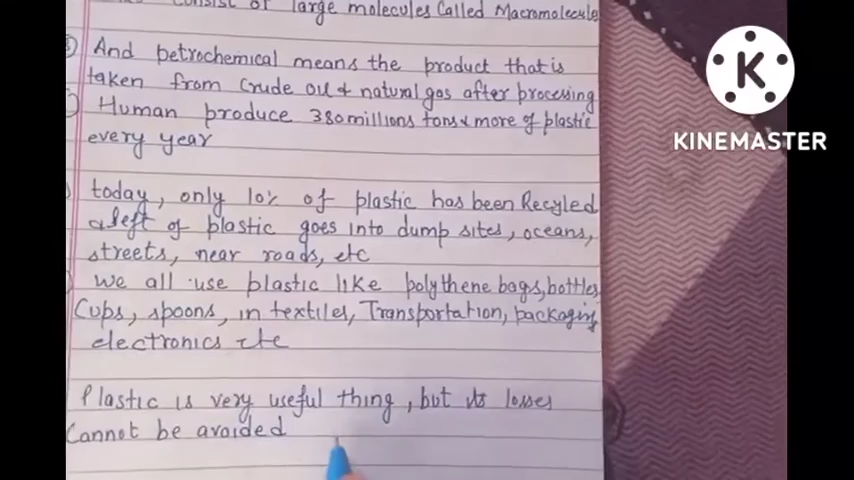 consist of large molecules Called Macromolecules
And petrochemical means the product that is
taken from Crude oil & natural gas after processing
Human produce 380 millions tons & more of plastic
every year
today, only 10% of plastic has been Recyled
& left of plastic goes into dump sites, oceans,
streets, near roads, etc
We all use plastic like polythene bags, bottles,
Cups, spoons, in textiles, Transportation, packaging
electronics etc
Plastic is very useful thing, but its losses
Cannot be avoided
K
KINEMASTER